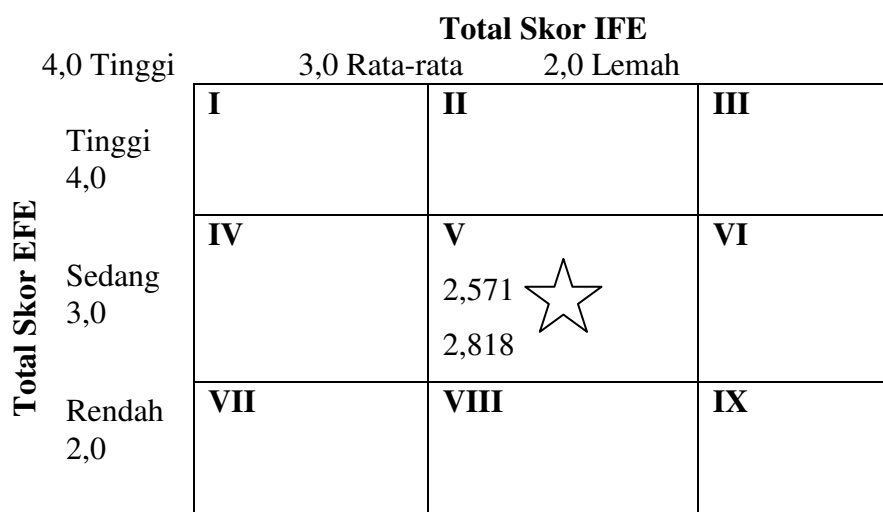 Total Skor IFE
4,0 Tinggi 3,0 Rata-rata 2,0 Lemah
I II III
Tinggi
4,0
Total Skor EFE
IV V VI
Sedang
3,0
2,571
2,818
VII VIII IX
Rendah
2,0